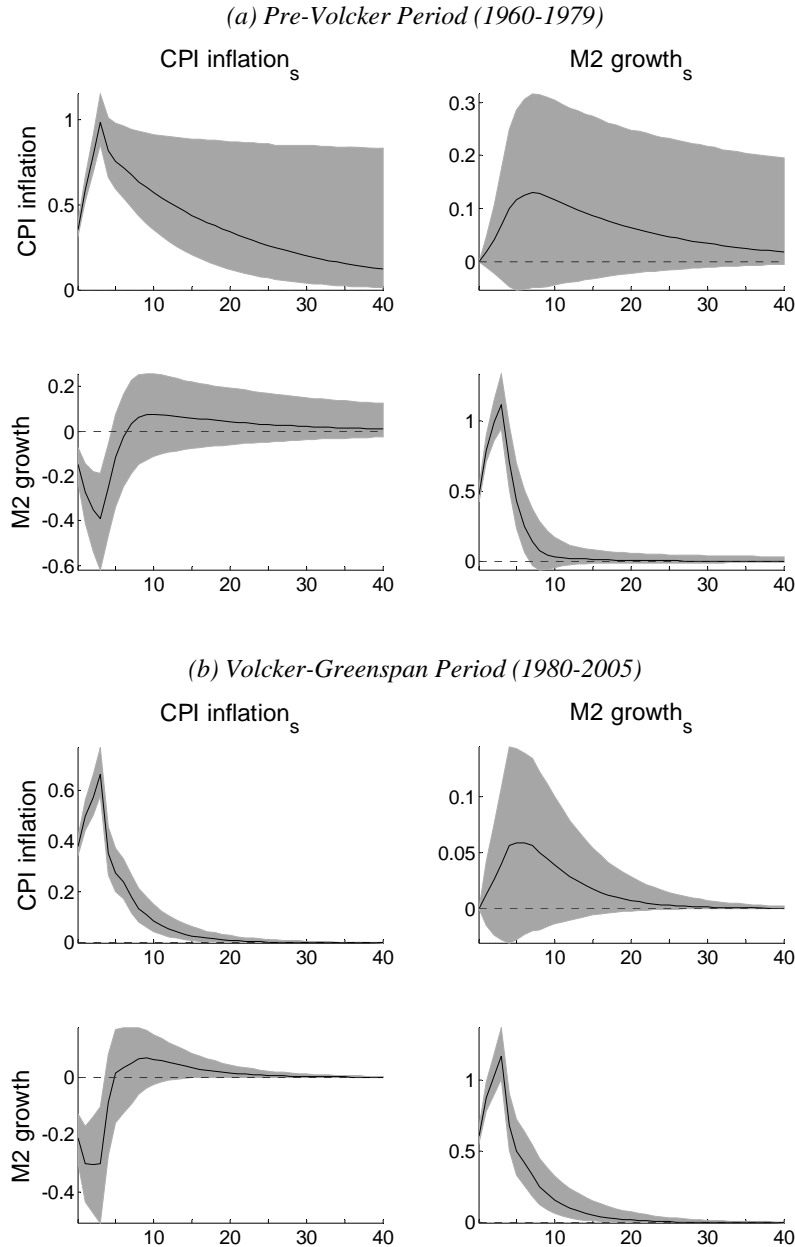 (a) Pre-Volcker Period (1960-1979)
CPI inflation_s M2 growth_s
CPI inflation
1
0.5
0
10 20 30 40
0.3
0.2
0.1
0
10 20 30 40
M2 growth
0.2
0
-0.2
-0.4
-0.6
10 20 30 40
1
0.5
0
10 20 30 40
(b) Volcker-Greenspan Period (1980-2005)
CPI inflation_s M2 growth_s
CPI inflation
0.6
0.4
0.2
0
10 20 30 40
0.1
0.05
0
10 20 30 40
M2 growth
0
-0.2
-0.4
10 20 30 40
1
0.5
0
10 20 30 40